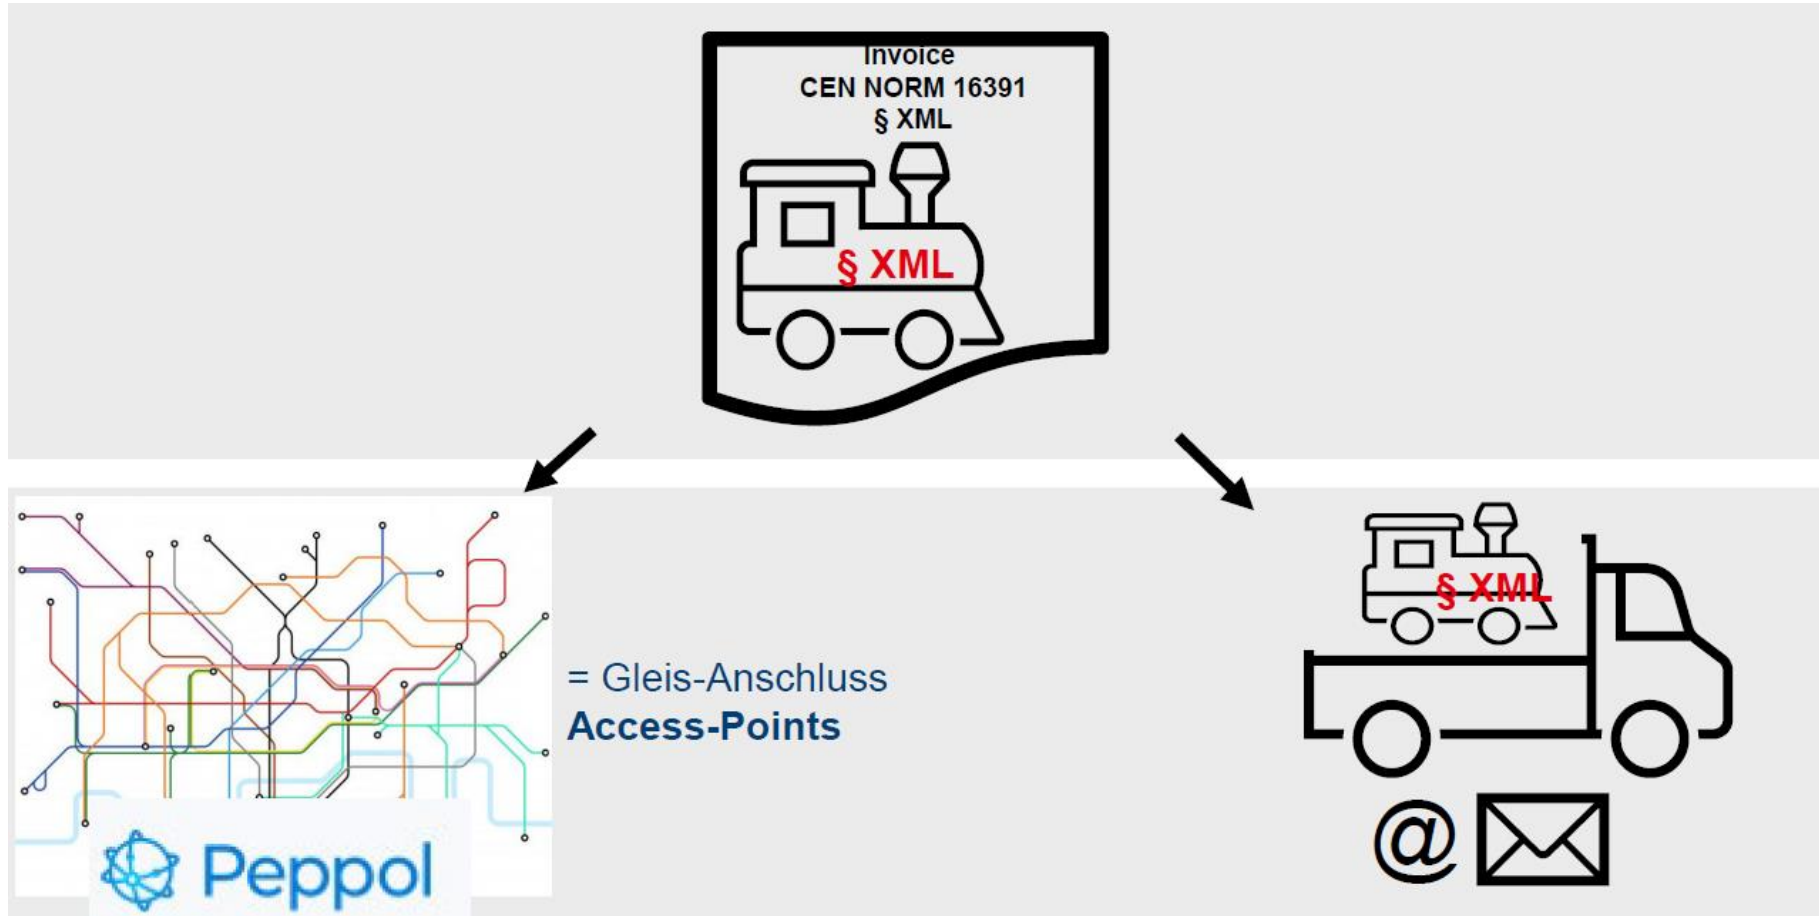 Invoice
CEN NORM 16391
§ XML
§ XML
§ XML
= Gleis-Anschluss
Access-Points
Peppol
@